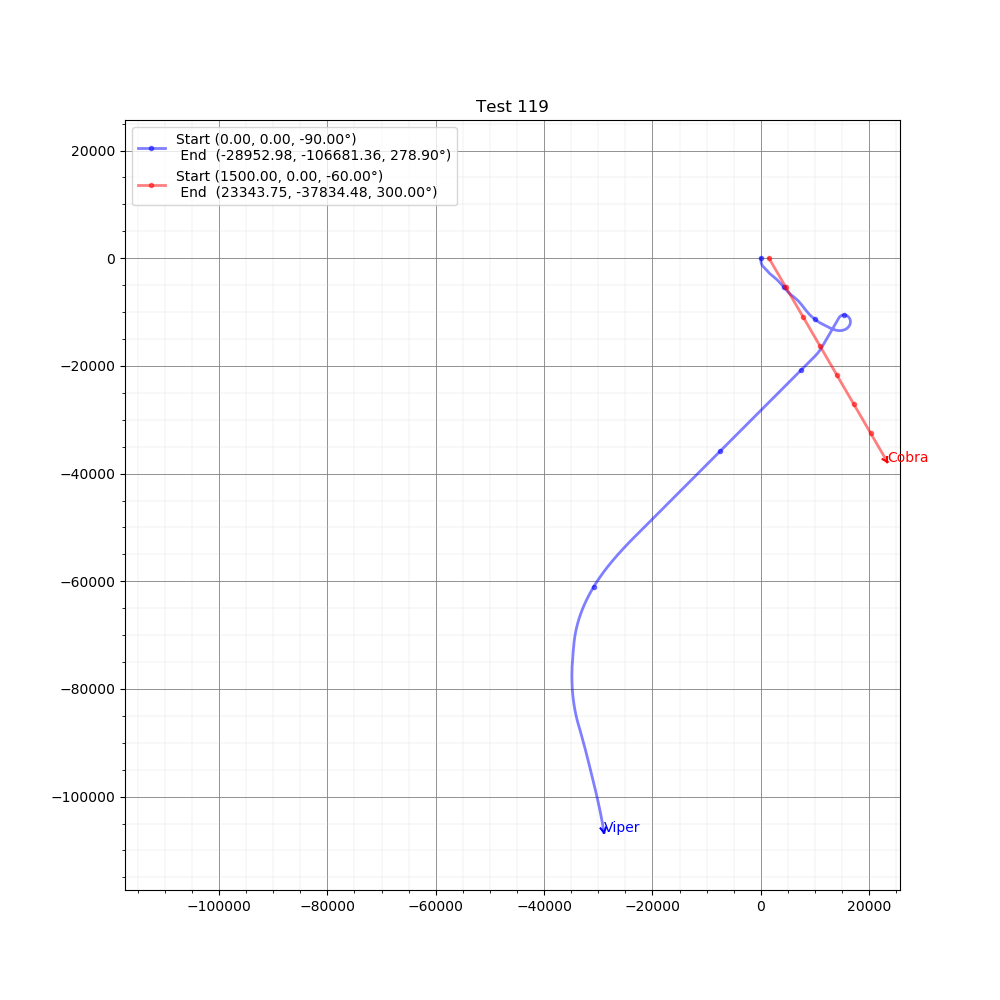 Test 119
Start (0.00, 0.00, -90.00°)
End (-28952.98, -106681.36, 278.90°)
Start (1500.00, 0.00, -60.00°)
End (23343.75, -37834.48, 300.00°)
20000
0
−20000
−40000
−60000
−80000
−100000
Cobra
Viper
−100000 −80000 −60000 −40000 −20000 0 20000